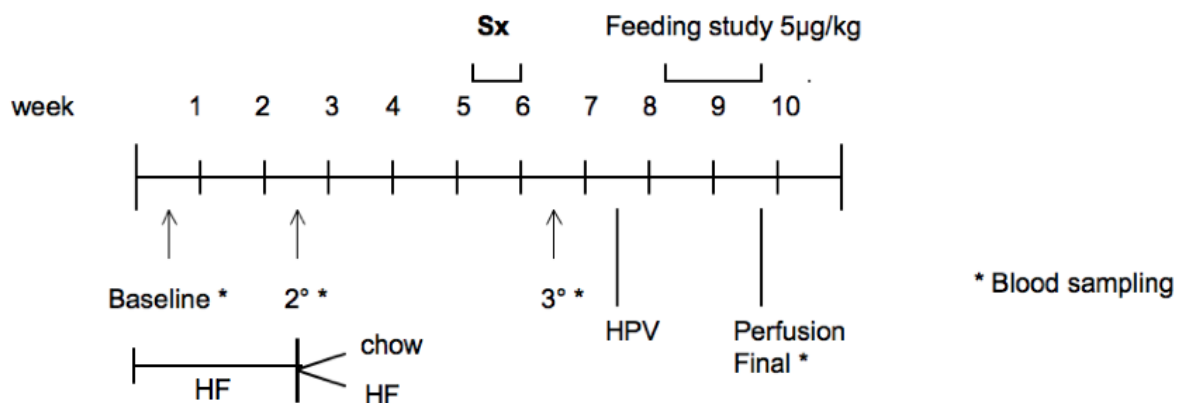 Sx Feeding study 5µg/kg
week 1 2 3 4 5 6 7 8 9 10
Baseline * 2° * 3° * * Blood sampling
HPV Perfusion
Final *
chow
HF
HF